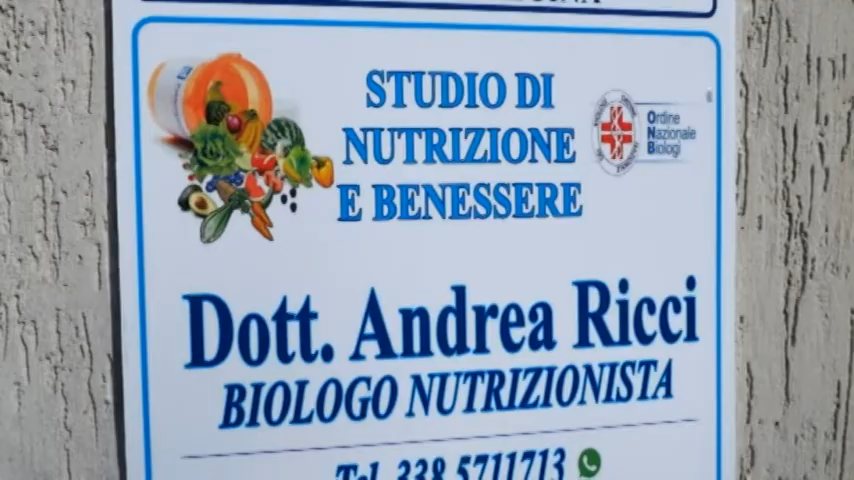 STUDIO DI
NUTRIZIONE
E BENESSERE
Ordine
Nazionale
Biologi
Dott. Andrea Ricci
BIOLOGO NUTRIZIONISTA
Tel. 338 5711713